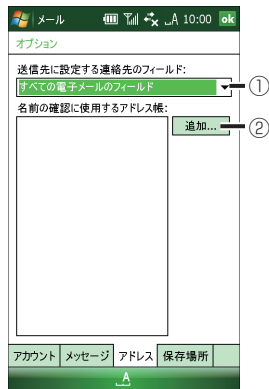 メール _A 10:00 ok
オプション
送信先に設定する連絡先のフィールド:
すべての電子メールのフィールド ①
名前の確認に使用するアドレス帳:
追加... ②
アカウント メッセージ アドレス 保存場所
_A